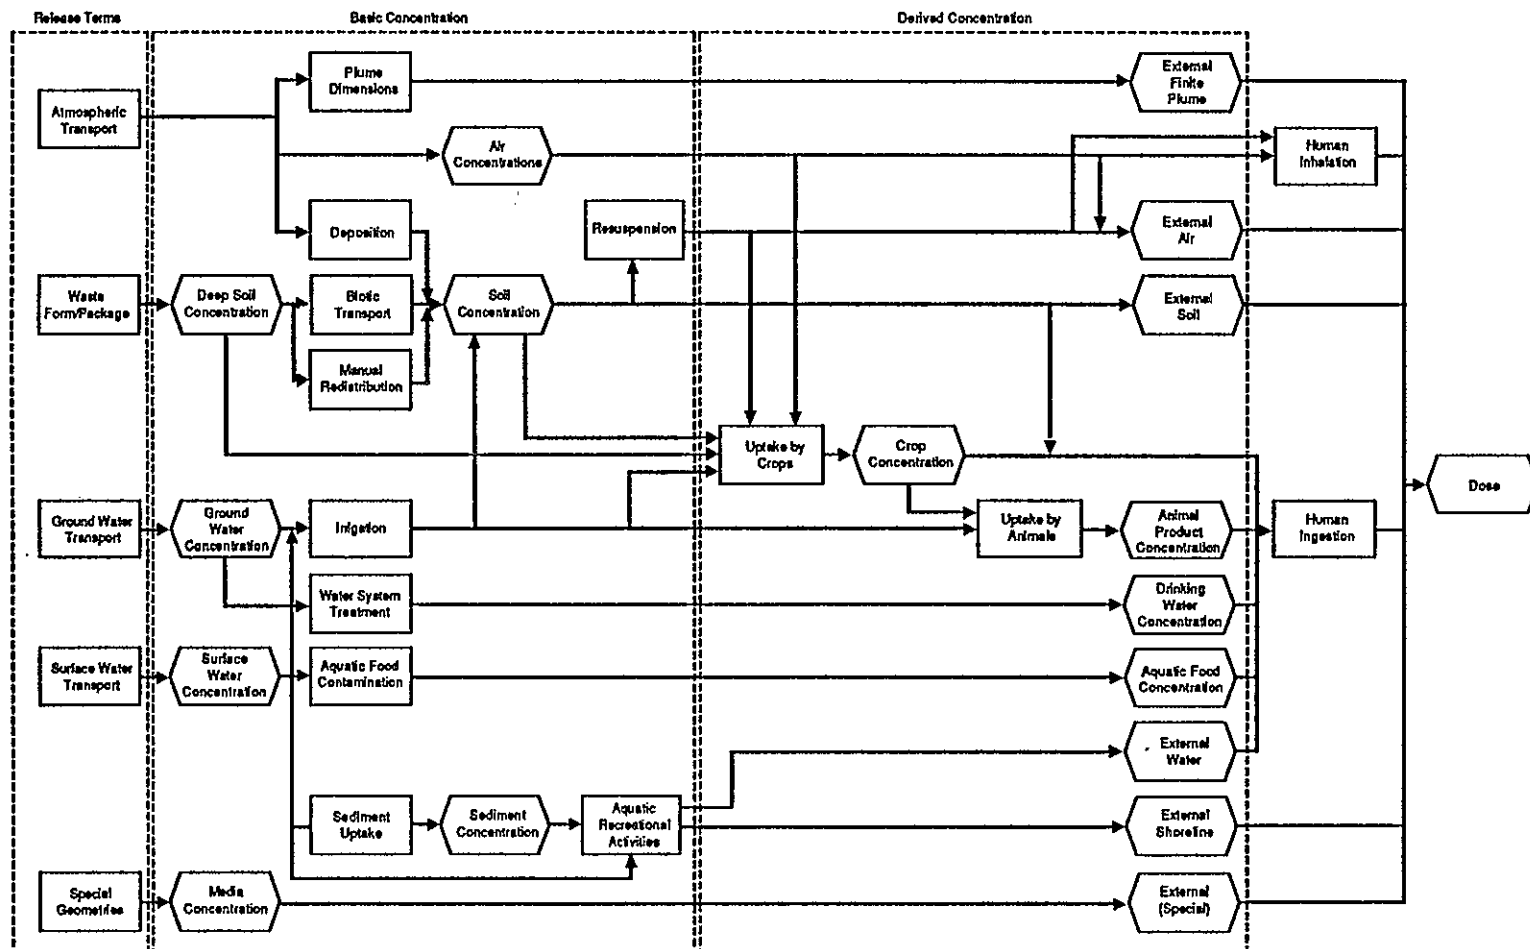 Release Terms
Basic Concentration
Derived Concentration
Plume
Dimensions
External
Finite
Plume
Atmospheric
Transport
Air
Concentrations
Human
Inhalation
Deposition
Resuspension
External
Air
Waste
Form/Package
Deep Soil
Concentration
Biotic
Transport
Soil
Concentration
External
Soil
Manual
Redistribution
Uptake by
Crops
Crop
Concentration
Dose
Ground Water
Transport
Ground
Water
Concentration
Irrigation
Uptake by
Animals
Animal
Product
Concentration
Human
Ingestion
Water System
Treatment
Drinking
Water
Concentration
Surface Water
Transport
Surface
Water
Concentration
Aquatic Food
Contamination
Aquatic Food
Concentration
External
Water
Sediment
Uptake
Sediment
Concentration
Aquatic
Recreational
Activities
External
Shoreline
Special
Geometries
Media
Concentration
External
(Special)